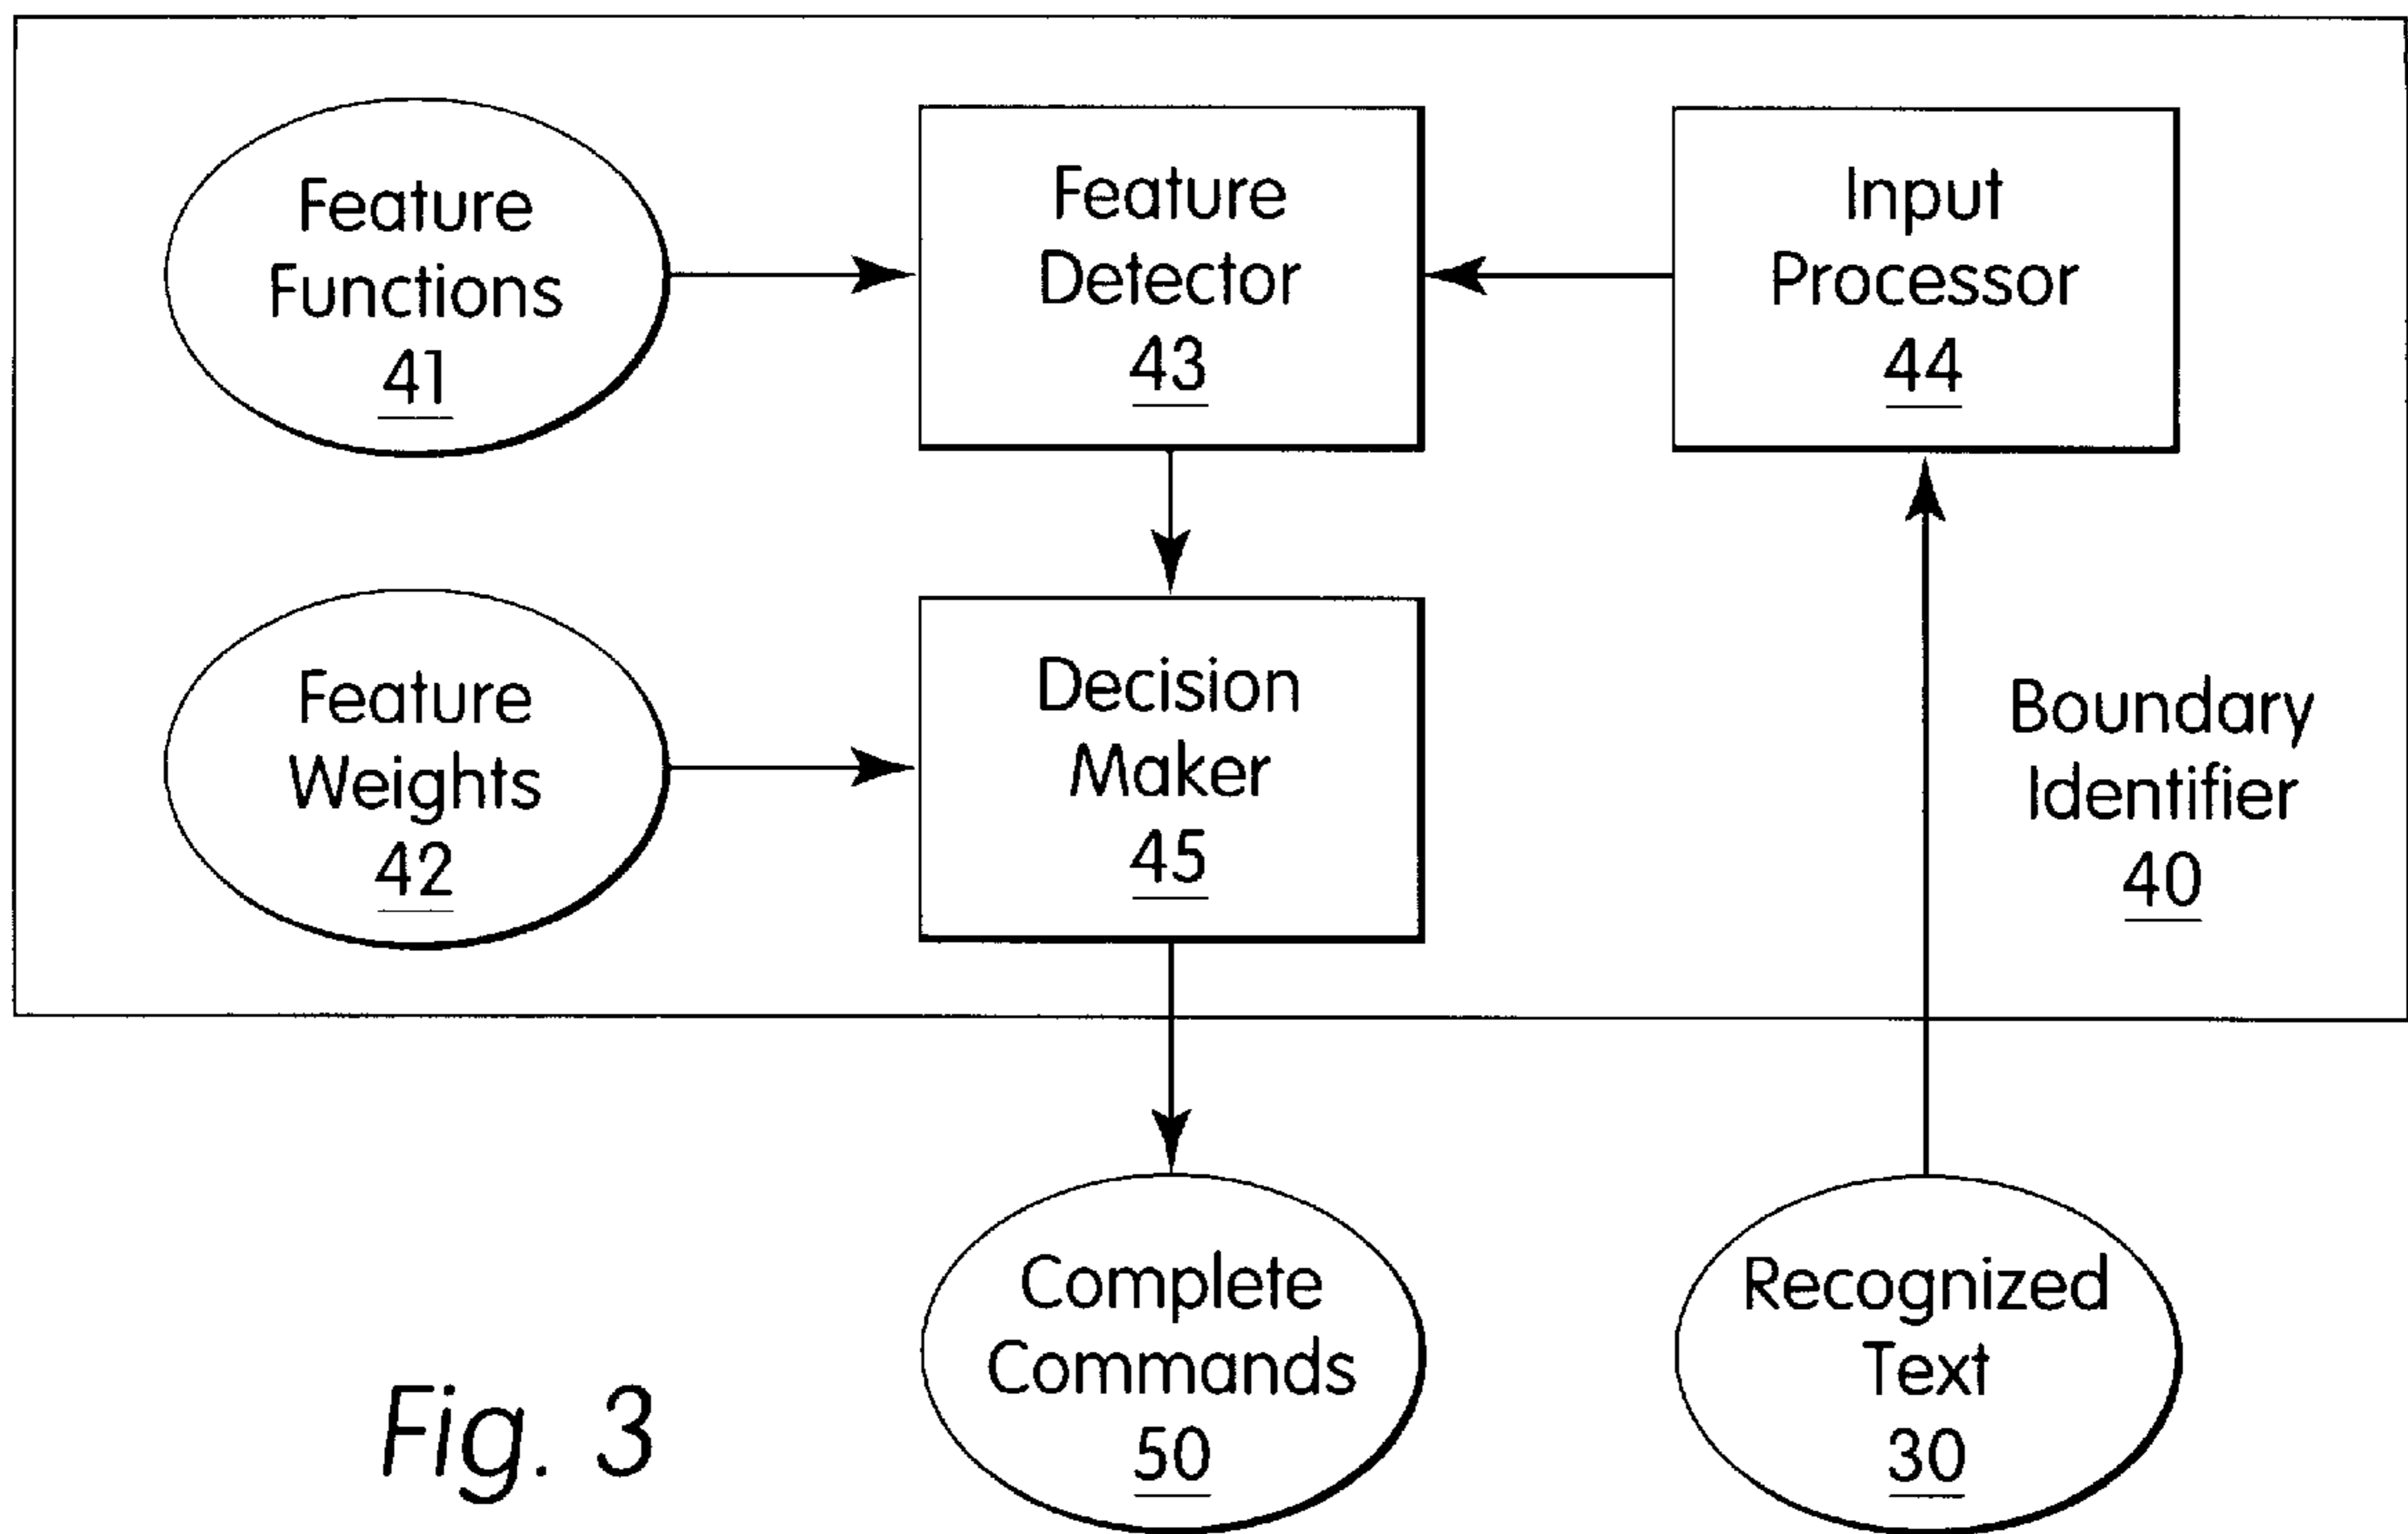 Feature
Functions
41
Feature
Detector
43
Input
Processor
44
Feature
Weights
42
Decision
Maker
45
Boundary
Identifier
40
Complete
Commands
50
Recognized
Text
30
Fig. 3